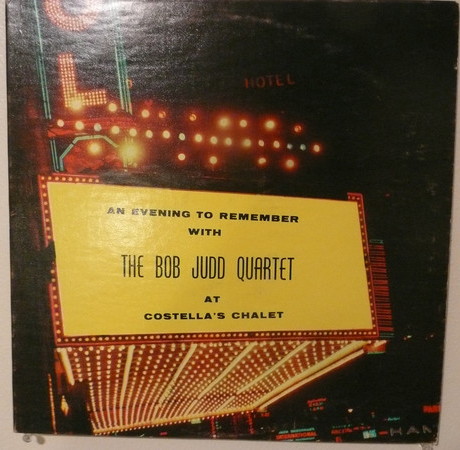 HOTEL
AN EVENING TO REMEMBER
WITH
THE BOB JUDD QUARTET
AT
COSTELLA'S CHALET